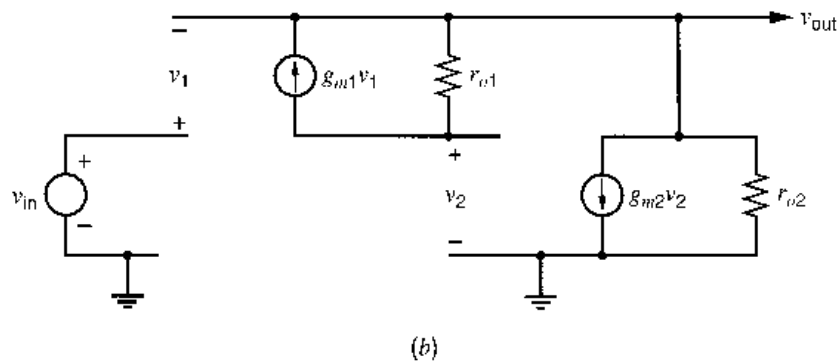 v_out
−
g_m1 v_1
r_o1
v_1
+
+
+
v_in
v_2
g_m2 v_2
r_o2
−
−
(b)